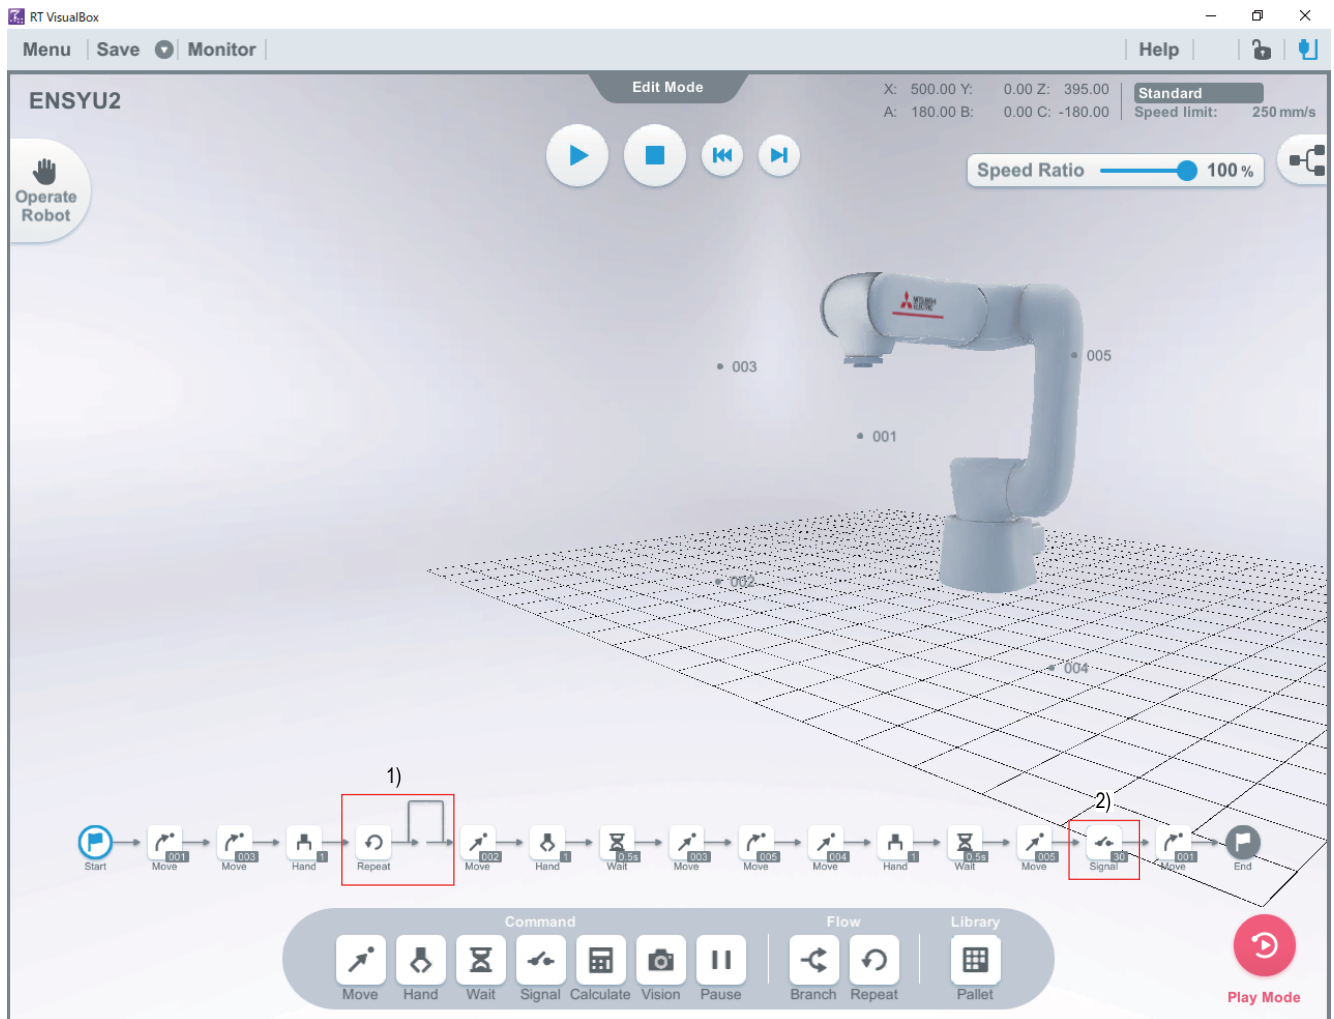 RT VisualBox
Menu Save Monitor Help
ENSYU2
Edit Mode
X: 500.00 Y: 0.00 Z: 395.00
A: 180.00 B: 0.00 C: -180.00
Standard
Speed limit: 250 mm/s
Operate
Robot
Speed Ratio 100 %
MITSUBISHI
ELECTRIC
003
005
001
002
004
1)
2)
001 003 1 002 1 0.5s 003 005 004 1 0.5s 005 30 001
Start Move Move Hand Repeat Move Hand Wait Move Move Move Hand Wait Move Signal Move End
Command Flow Library
Move Hand Wait Signal Calculate Vision Pause Branch Repeat Pallet
Play Mode